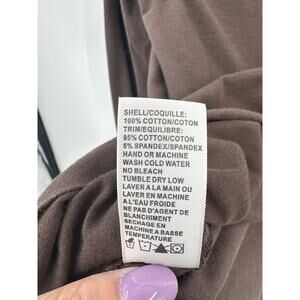 SHELL/COQUILLE:
100% COTTON/COTON
TRIM/EQUILIBRE:
95% COTTON/COTON
5% SPANDEX/SPANDEX
HAND OR MACHINE
WASH COLD WATER
NO BLEACH
TUMBLE DRY LOW
LAVER A LA MAIN OU
LAVER EN MACHINE
A L'EAU FROIDE
NE PAS D'AGENT DE
BLANCHIMENT
SECHAGE EN
MACHINE A BASSE
TEMPERATURE